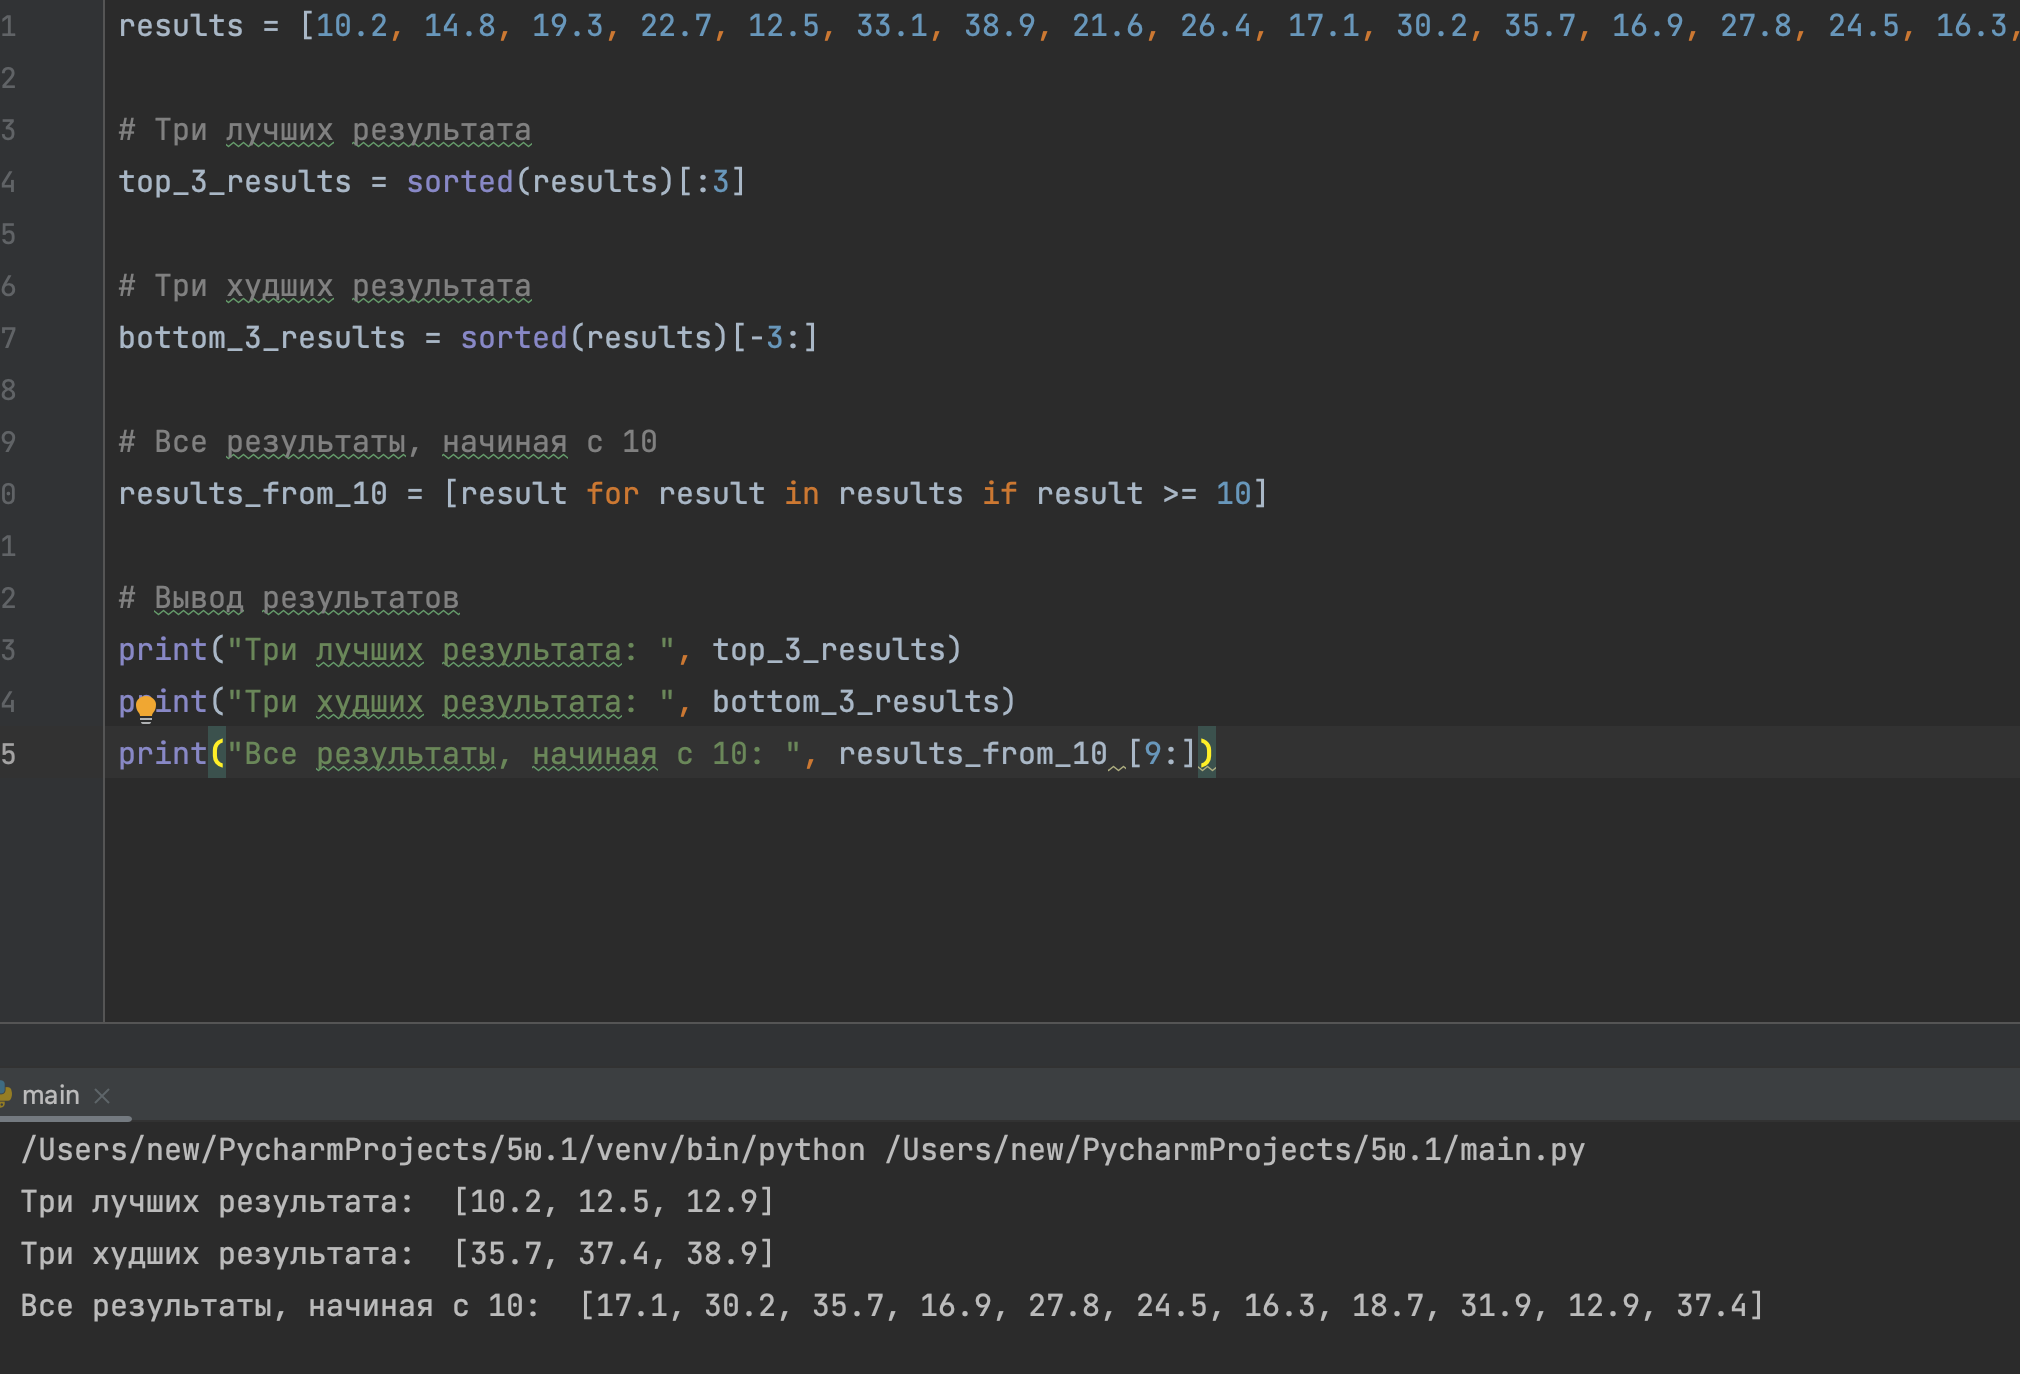 1 results = [10.2, 14.8, 19.3, 22.7, 12.5, 33.1, 38.9, 21.6, 26.4, 17.1, 30.2, 35.7, 16.9, 27.8, 24.5, 16.3,
2
3 # Три лучших результата
4 top_3_results = sorted(results)[:3]
5
6 # Три худших результата
7 bottom_3_results = sorted(results)[-3:]
8
9 # Все результаты, начиная с 10
0 results_from_10 = [result for result in results if result >= 10]
1
2 # Вывод результатов
3 print("Три лучших результата: ", top_3_results)
4 print("Три худших результата: ", bottom_3_results)
5 print("Все результаты, начиная с 10: ", results_from_10 [9:])
main
/Users/new/PycharmProjects/5ю.1/venv/bin/python /Users/new/PycharmProjects/5ю.1/main.py
Три лучших результата:  [10.2, 12.5, 12.9]
Три худших результата:  [35.7, 37.4, 38.9]
Все результаты, начиная с 10:  [17.1, 30.2, 35.7, 16.9, 27.8, 24.5, 16.3, 18.7, 31.9, 12.9, 37.4]